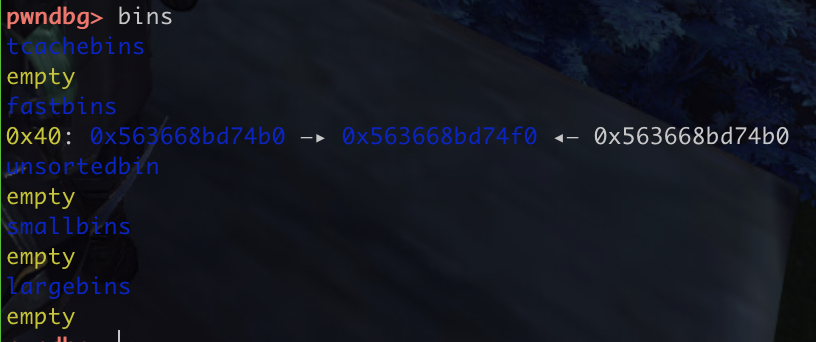 pwndbg> bins
tcachebins
empty
fastbins
0x40: 0x563668bd74b0 —▸ 0x563668bd74f0 ◂— 0x563668bd74b0
unsortedbin
empty
smallbins
empty
largebins
empty